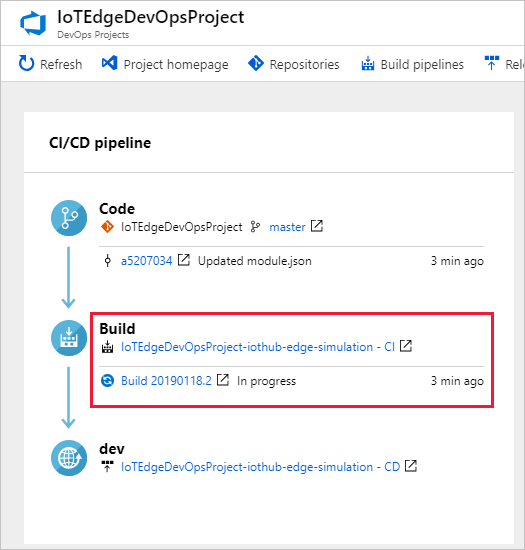 IoTEdgeDevOpsProject
DevOps Projects
Refresh Project homepage Repositories Build pipelines Rel
CI/CD pipeline
Code
IoTEdgeDevOpsProject master
a5207034 Updated module.json 3 min ago
Build
IoTEdgeDevOpsProject-iothub-edge-simulation - CI
Build 20190118.2 In progress 3 min ago
dev
IoTEdgeDevOpsProject-iothub-edge-simulation - CD